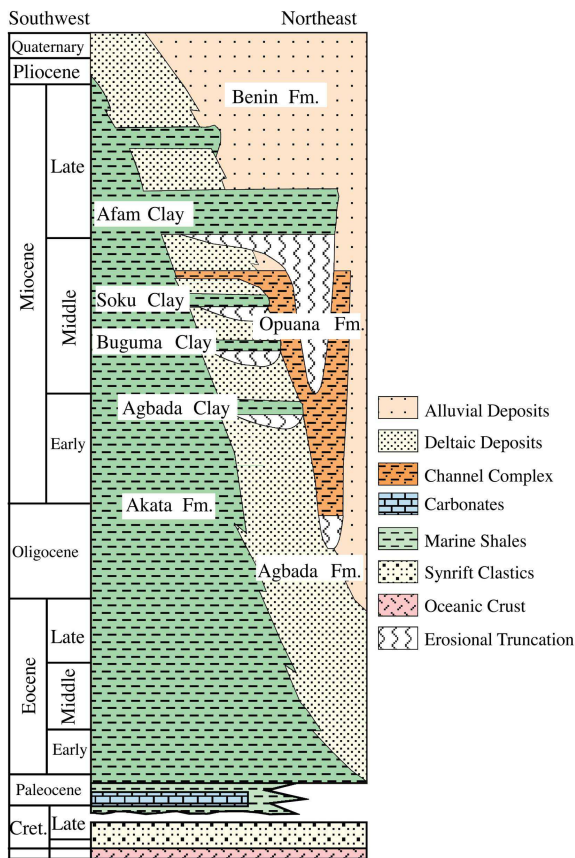 Southwest Northeast
Quaternary
Pliocene
Benin Fm.
Late
Afam Clay
Miocene
Middle
Soku Clay
Opuana Fm.
Buguma Clay
Agbada Clay
Early
Akata Fm.
Oligocene
Agbada Fm.
Late
Eocene
Middle
Early
Paleocene
Cret. Late
Alluvial Deposits
Deltaic Deposits
Channel Complex
Carbonates
Marine Shales
Synrift Clastics
Oceanic Crust
Erosional Truncation